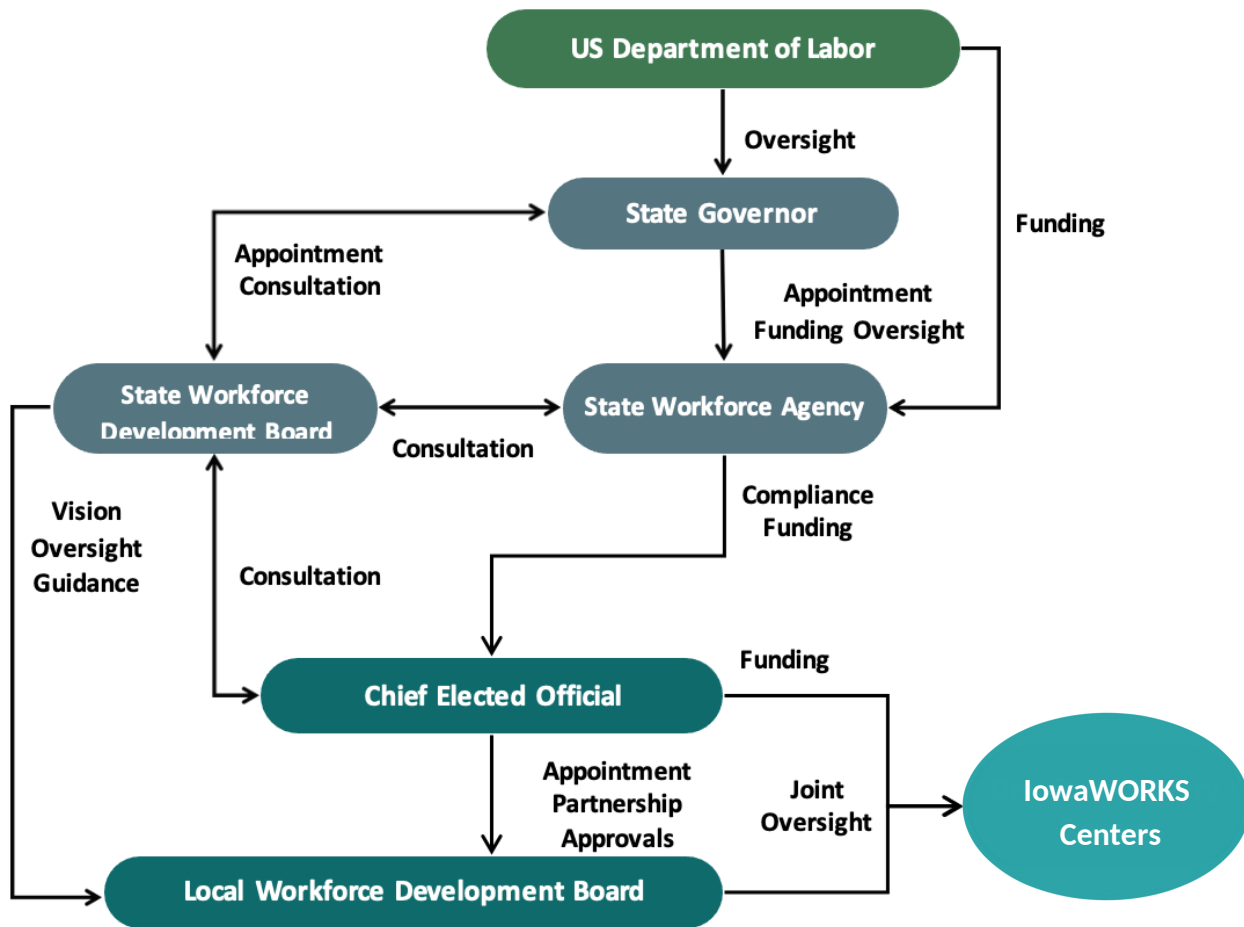 US Department of Labor
Oversight
State Governor
Funding
Appointment
Consultation
Appointment
Funding Oversight
State Workforce
Development Board
State Workforce Agency
Consultation
Compliance
Funding
Vision
Oversight
Guidance
Consultation
Chief Elected Official
Funding
Appointment
Partnership
Approvals
Joint
Oversight
IowaWORKS
Centers
Local Workforce Development Board